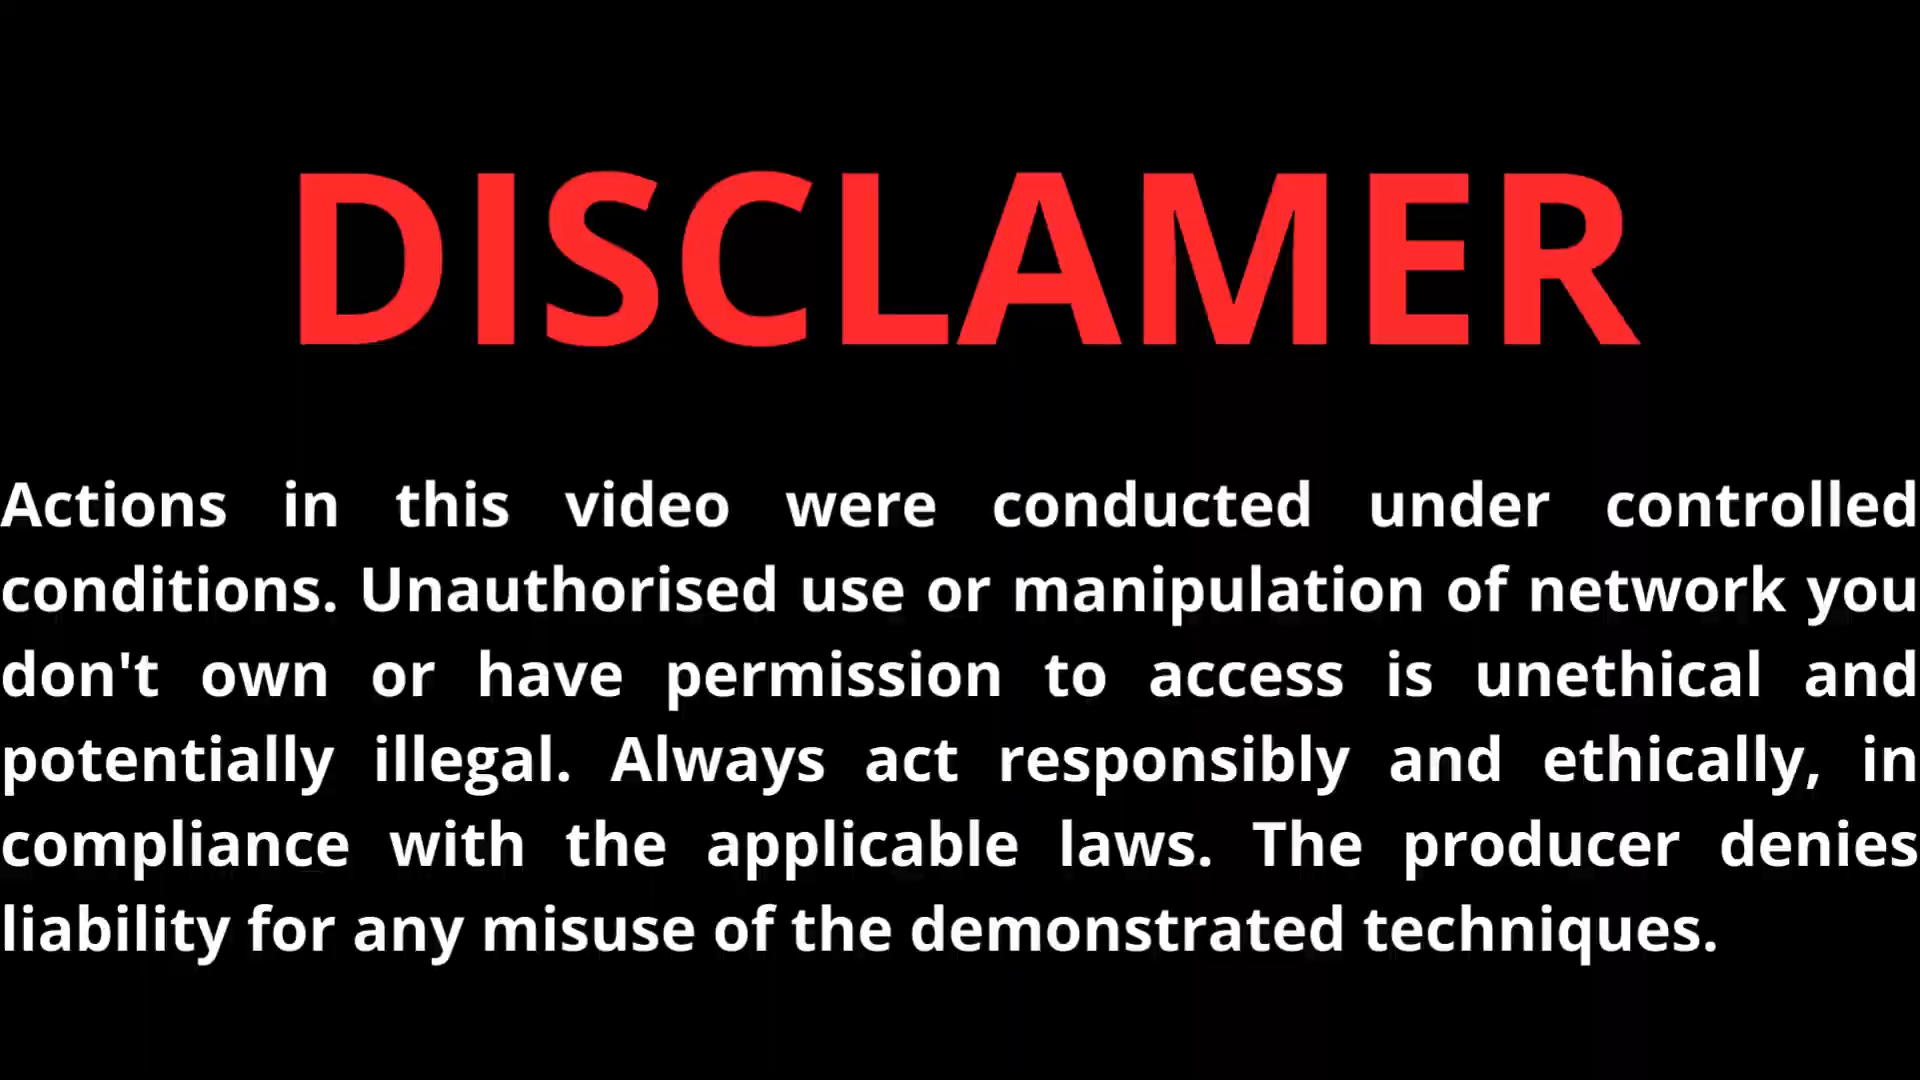 DISCLAMER
Actions in this video were conducted under controlled
conditions. Unauthorised use or manipulation of network you
don't own or have permission to access is unethical and
potentially illegal. Always act responsibly and ethically, in
compliance with the applicable laws. The producer denies
liability for any misuse of the demonstrated techniques.